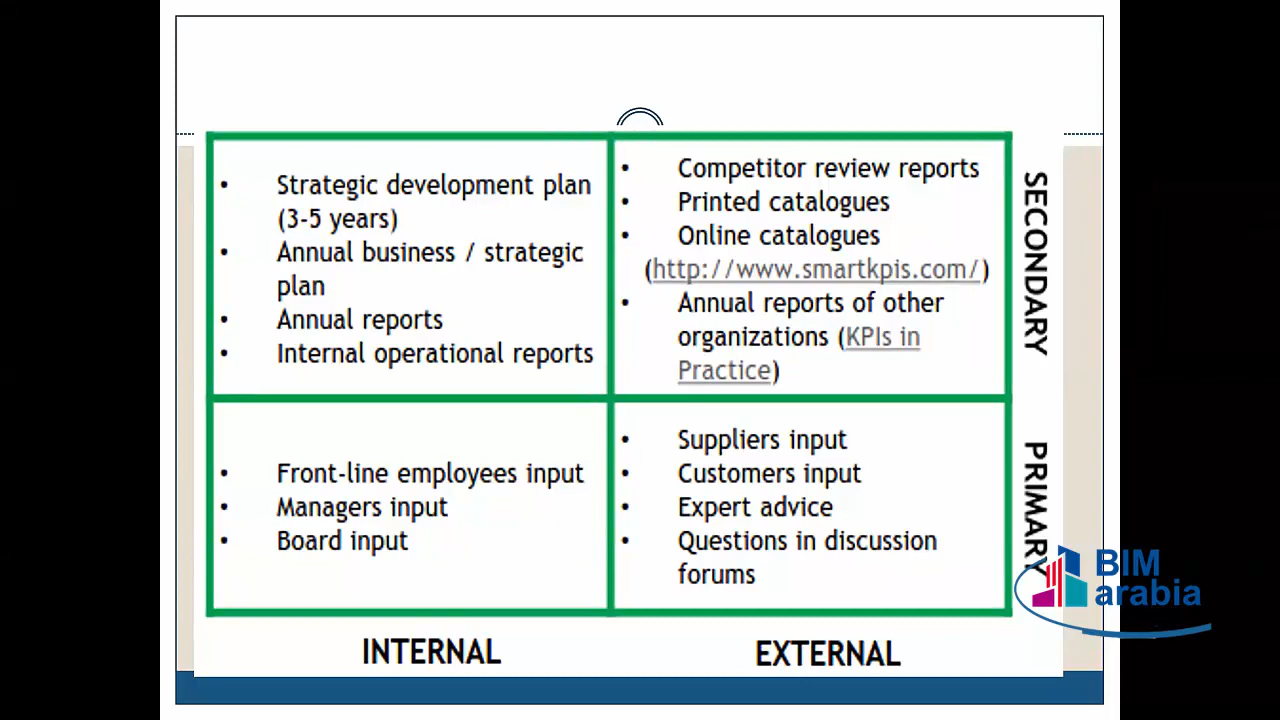 • Strategic development plan
(3-5 years)
• Annual business / strategic
plan
• Annual reports
• Internal operational reports
• Competitor review reports
• Printed catalogues
• Online catalogues
(http://www.smartkpis.com/)
• Annual reports of other
organizations (KPIs in
Practice)
SECONDARY
• Front-line employees input
• Managers input
• Board input
• Suppliers input
• Customers input
• Expert advice
• Questions in discussion
forums
PRIMARY
INTERNAL
EXTERNAL
BIM
arabia